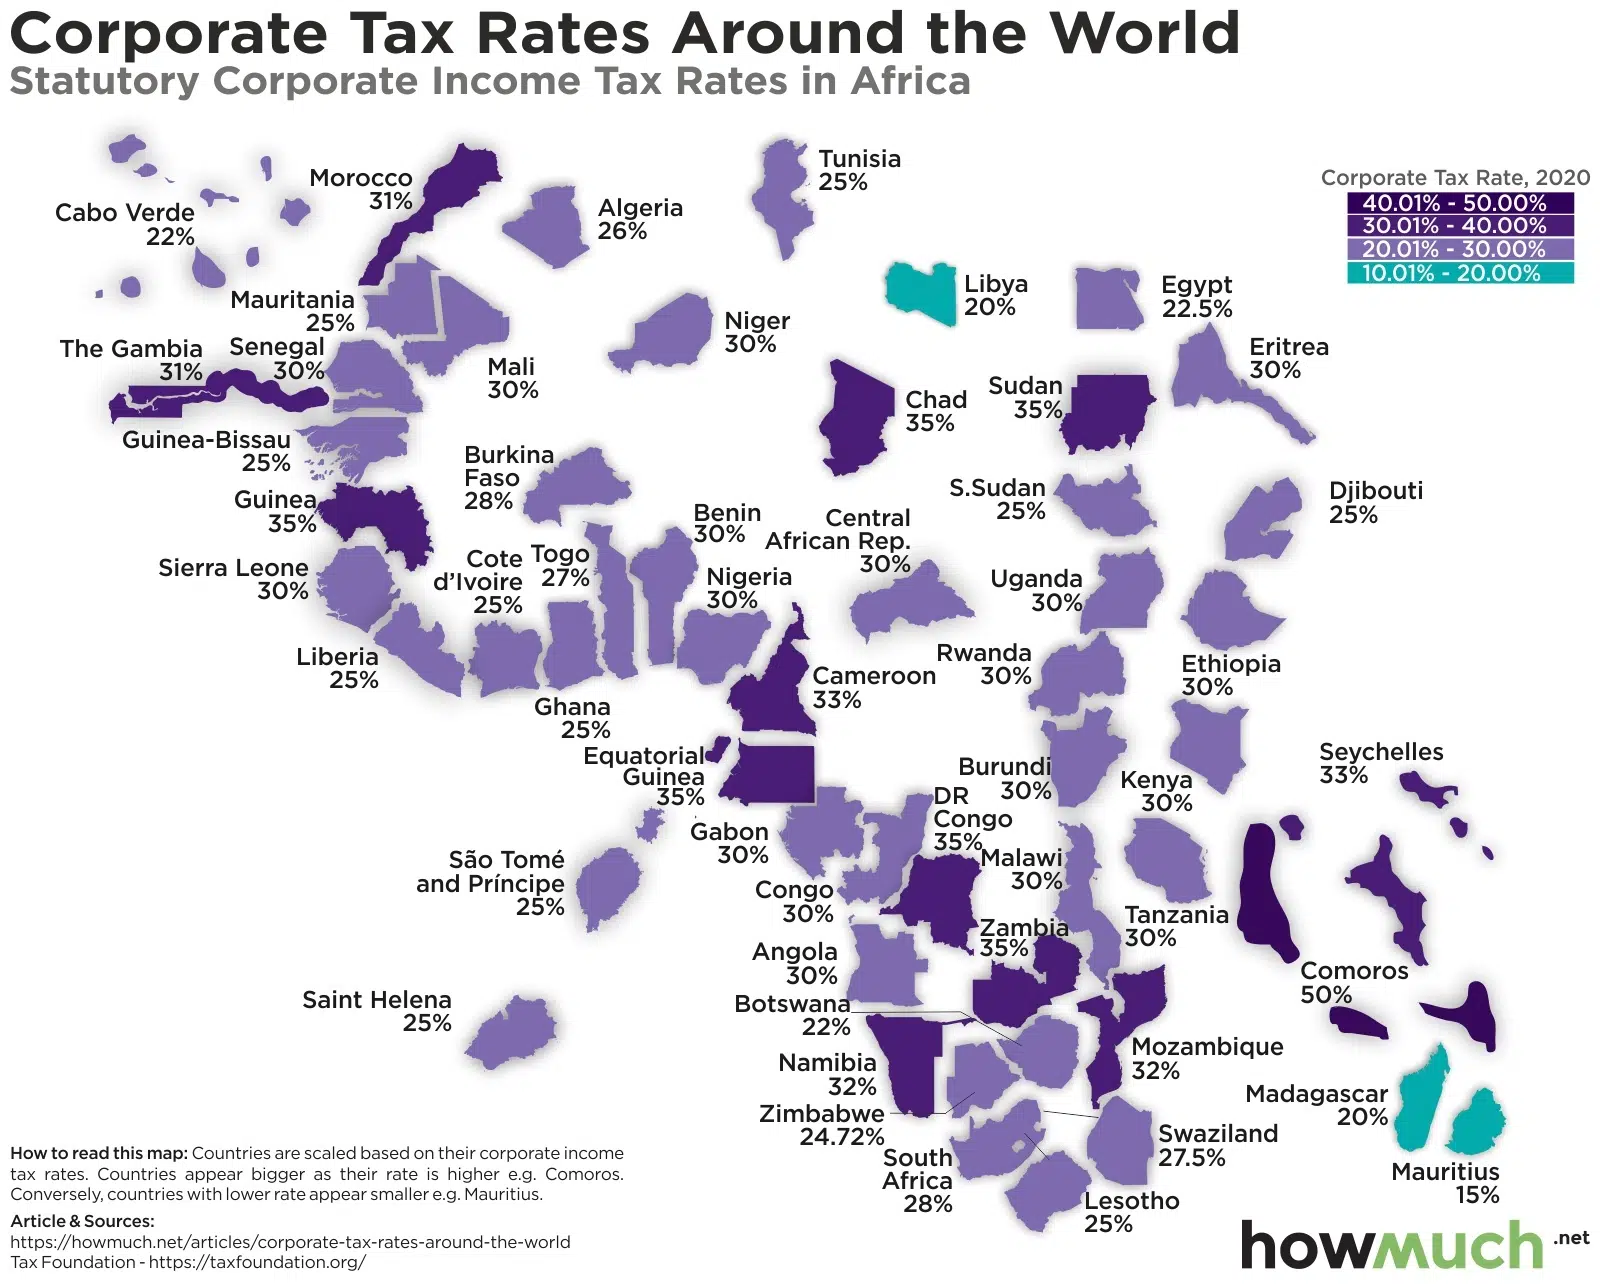 Corporate Tax Rates Around the World
Statutory Corporate Income Tax Rates in Africa
Corporate Tax Rate, 2020
40.01% - 50.00%
30.01% - 40.00%
20.01% - 30.00%
10.01% - 20.00%
Cabo Verde
22%
Morocco
31%
Algeria
26%
Tunisia
25%
Libya
20%
Egypt
22.5%
Mauritania
25%
Mali
30%
Niger
30%
The Gambia
31%
Senegal
30%
Chad
35%
Sudan
35%
Eritrea
30%
Guinea-Bissau
25%
Guinea
35%
Burkina
Faso
28%
Benin
30%
Central
African Rep.
30%
S.Sudan
25%
Djibouti
25%
Sierra Leone
30%
Cote
d’Ivoire
25%
Togo
27%
Nigeria
30%
Uganda
30%
Liberia
25%
Ghana
25%
Cameroon
33%
Rwanda
30%
Ethiopia
30%
Equatorial
Guinea
35%
Burundi
30%
Kenya
30%
Seychelles
33%
Gabon
30%
DR
Congo
35%
Malawi
30%
São Tomé
and Príncipe
25%
Congo
30%
Tanzania
30%
Angola
30%
Zambia
35%
Comoros
50%
Saint Helena
25%
Botswana
22%
Namibia
32%
Mozambique
32%
Madagascar
20%
Zimbabwe
24.72%
Swaziland
27.5%
South
Africa
28%
Lesotho
25%
Mauritius
15%
How to read this map: Countries are scaled based on their corporate income
tax rates. Countries appear bigger as their rate is higher e.g. Comoros.
Conversely, countries with lower rate appear smaller e.g. Mauritius.
Article & Sources:
https://howmuch.net/articles/corporate-tax-rates-around-the-world
Tax Foundation - https://taxfoundation.org/
howmuch.net